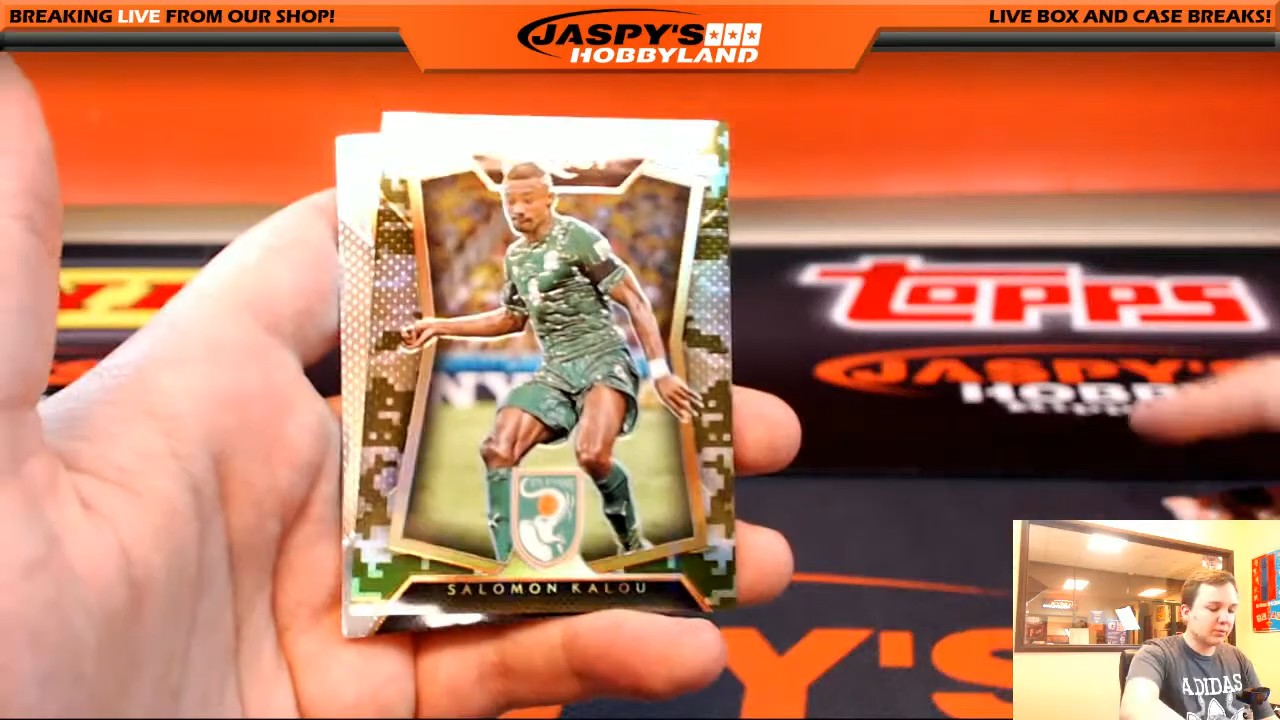 BREAKING LIVE FROM OUR SHOP!
JASPY'S
HOBBYLAND
LIVE BOX AND CASE BREAKS!
topps
JASPY'S
SALOMON KALOU
Y'S
ADIDAS